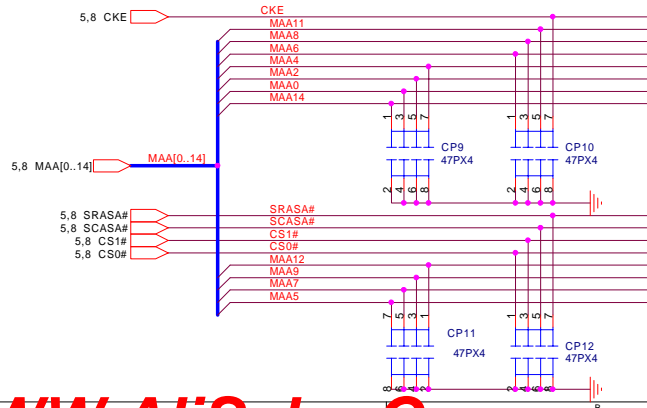 CKE
5,8 CKE
MAA11
MAA8
MAA6
MAA4
MAA2
MAA0
MAA14
1 3 5 7
1 3 5 7
CP9
47PX4
CP10
47PX4
MAA[0..14]
5,8 MAA[0..14]
2 4 6 8
2 4 6 8
SRASA#
5,8 SRASA#
SCASA#
5,8 SCASA#
CS1#
5,8 CS1#
CS0#
5,8 CS0#
MAA12
MAA9
MAA7
MAA5
7 5 3 1
1 3 5 7
CP11
47PX4
CP12
47PX4
8 6 4 2
2 4 6 8